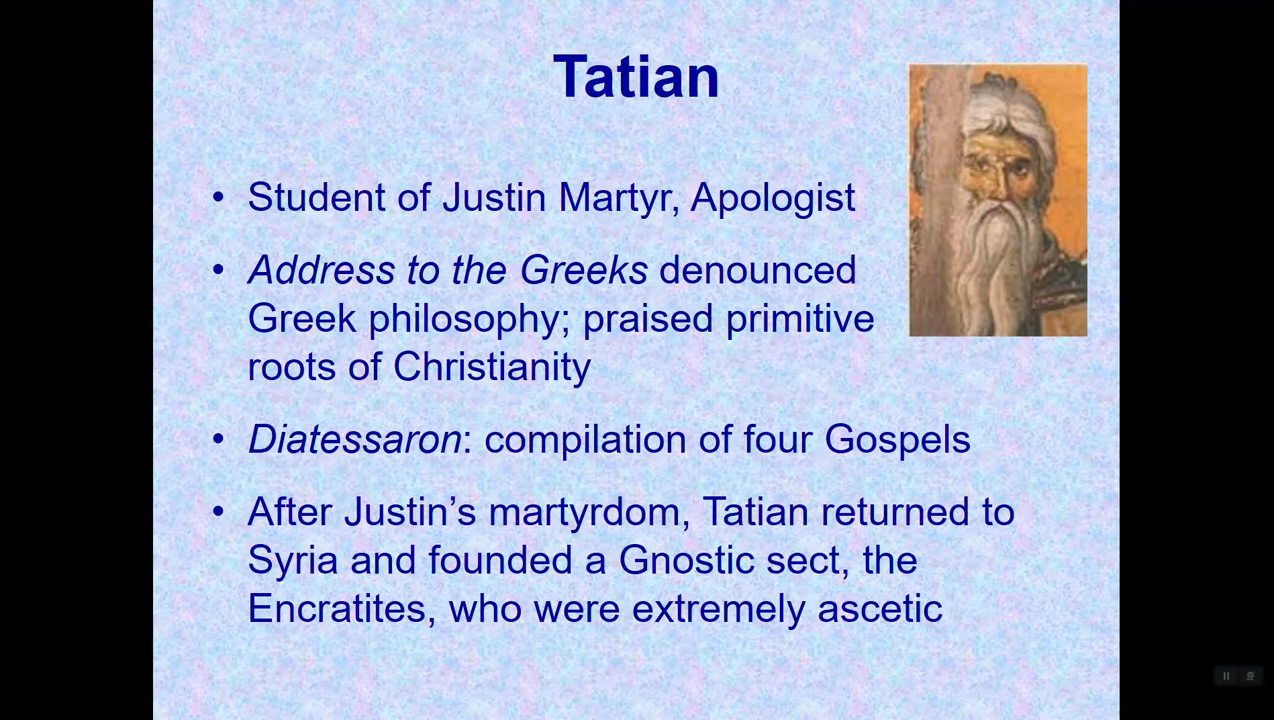 Tatian
• Student of Justin Martyr, Apologist
• Address to the Greeks denounced
Greek philosophy; praised primitive
roots of Christianity
• Diatessaron: compilation of four Gospels
• After Justin’s martyrdom, Tatian returned to
Syria and founded a Gnostic sect, the
Encratites, who were extremely ascetic